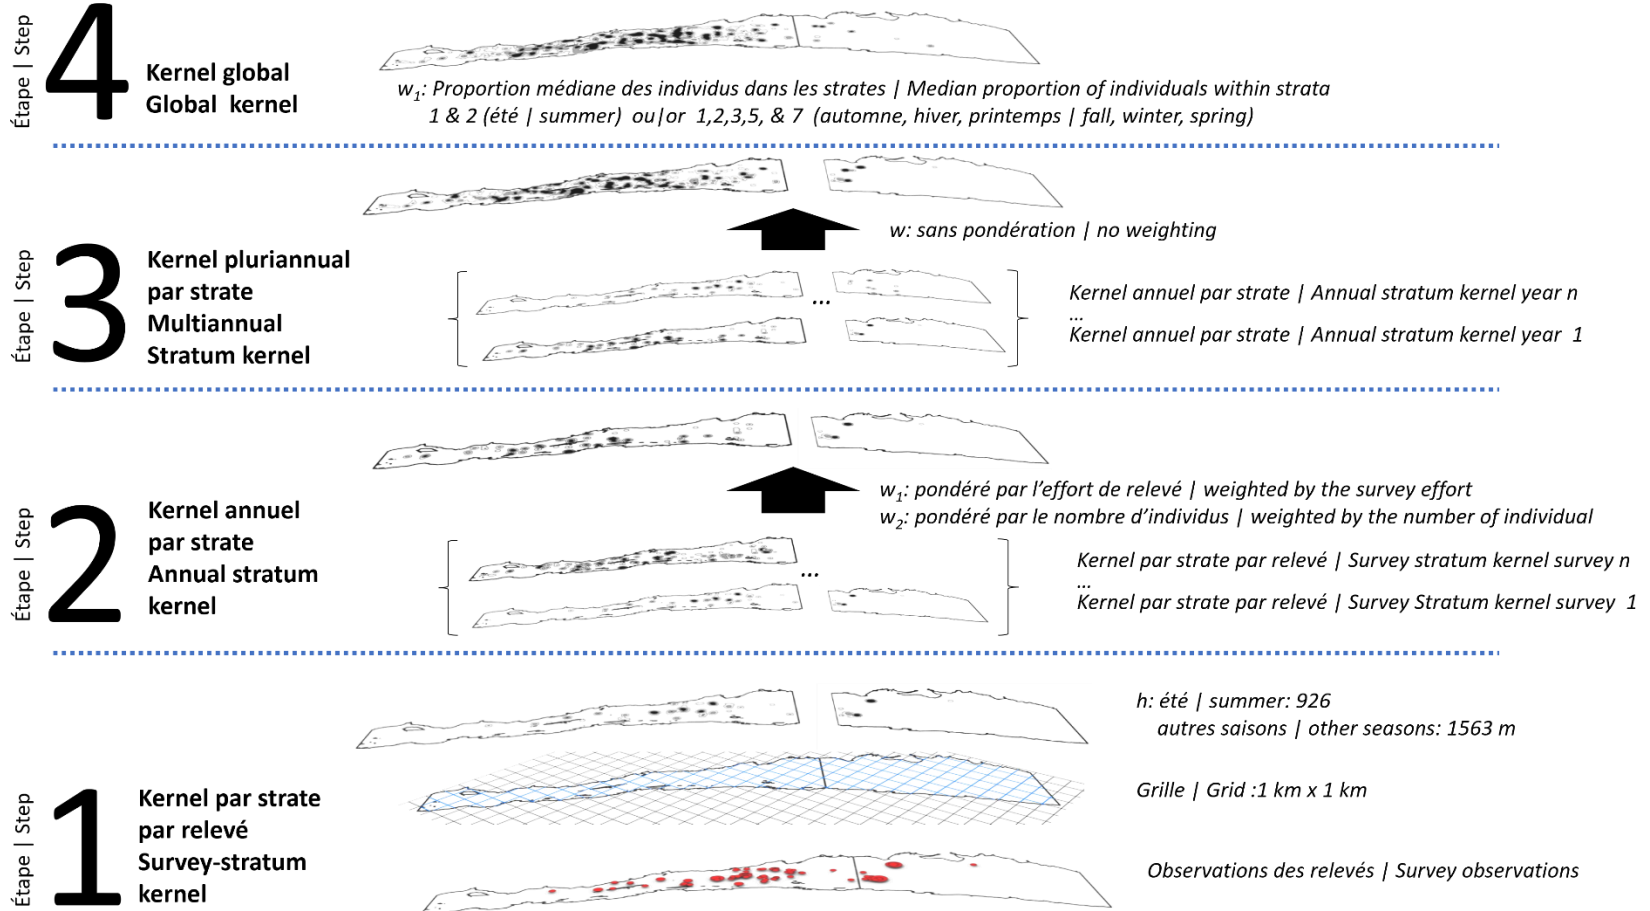 Étape | Step
4
Kernel global
Global kernel
w1: Proportion médiane des individus dans les strates | Median proportion of individuals within strata
1 & 2 (été | summer) ou|or 1,2,3,5, & 7 (automne, hiver, printemps | fall, winter, spring)
Étape | Step
3
Kernel pluriannual
par strate
Multiannual
Stratum kernel
w: sans pondération | no weighting
...
Kernel annuel par strate | Annual stratum kernel year n
...
Kernel annuel par strate | Annual stratum kernel year 1
Étape | Step
2
Kernel annuel
par strate
Annual stratum
kernel
w1: pondéré par l'effort de relevé | weighted by the survey effort
w2: pondéré par le nombre d'individus | weighted by the number of individual
...
Kernel par strate par relevé | Survey stratum kernel survey n
...
Kernel par strate par relevé | Survey Stratum kernel survey 1
Étape | Step
1
Kernel par strate
par relevé
Survey-stratum
kernel
h: été | summer: 926
autres saisons | other seasons: 1563 m
Grille | Grid :1 km x 1 km
Observations des relevés | Survey observations